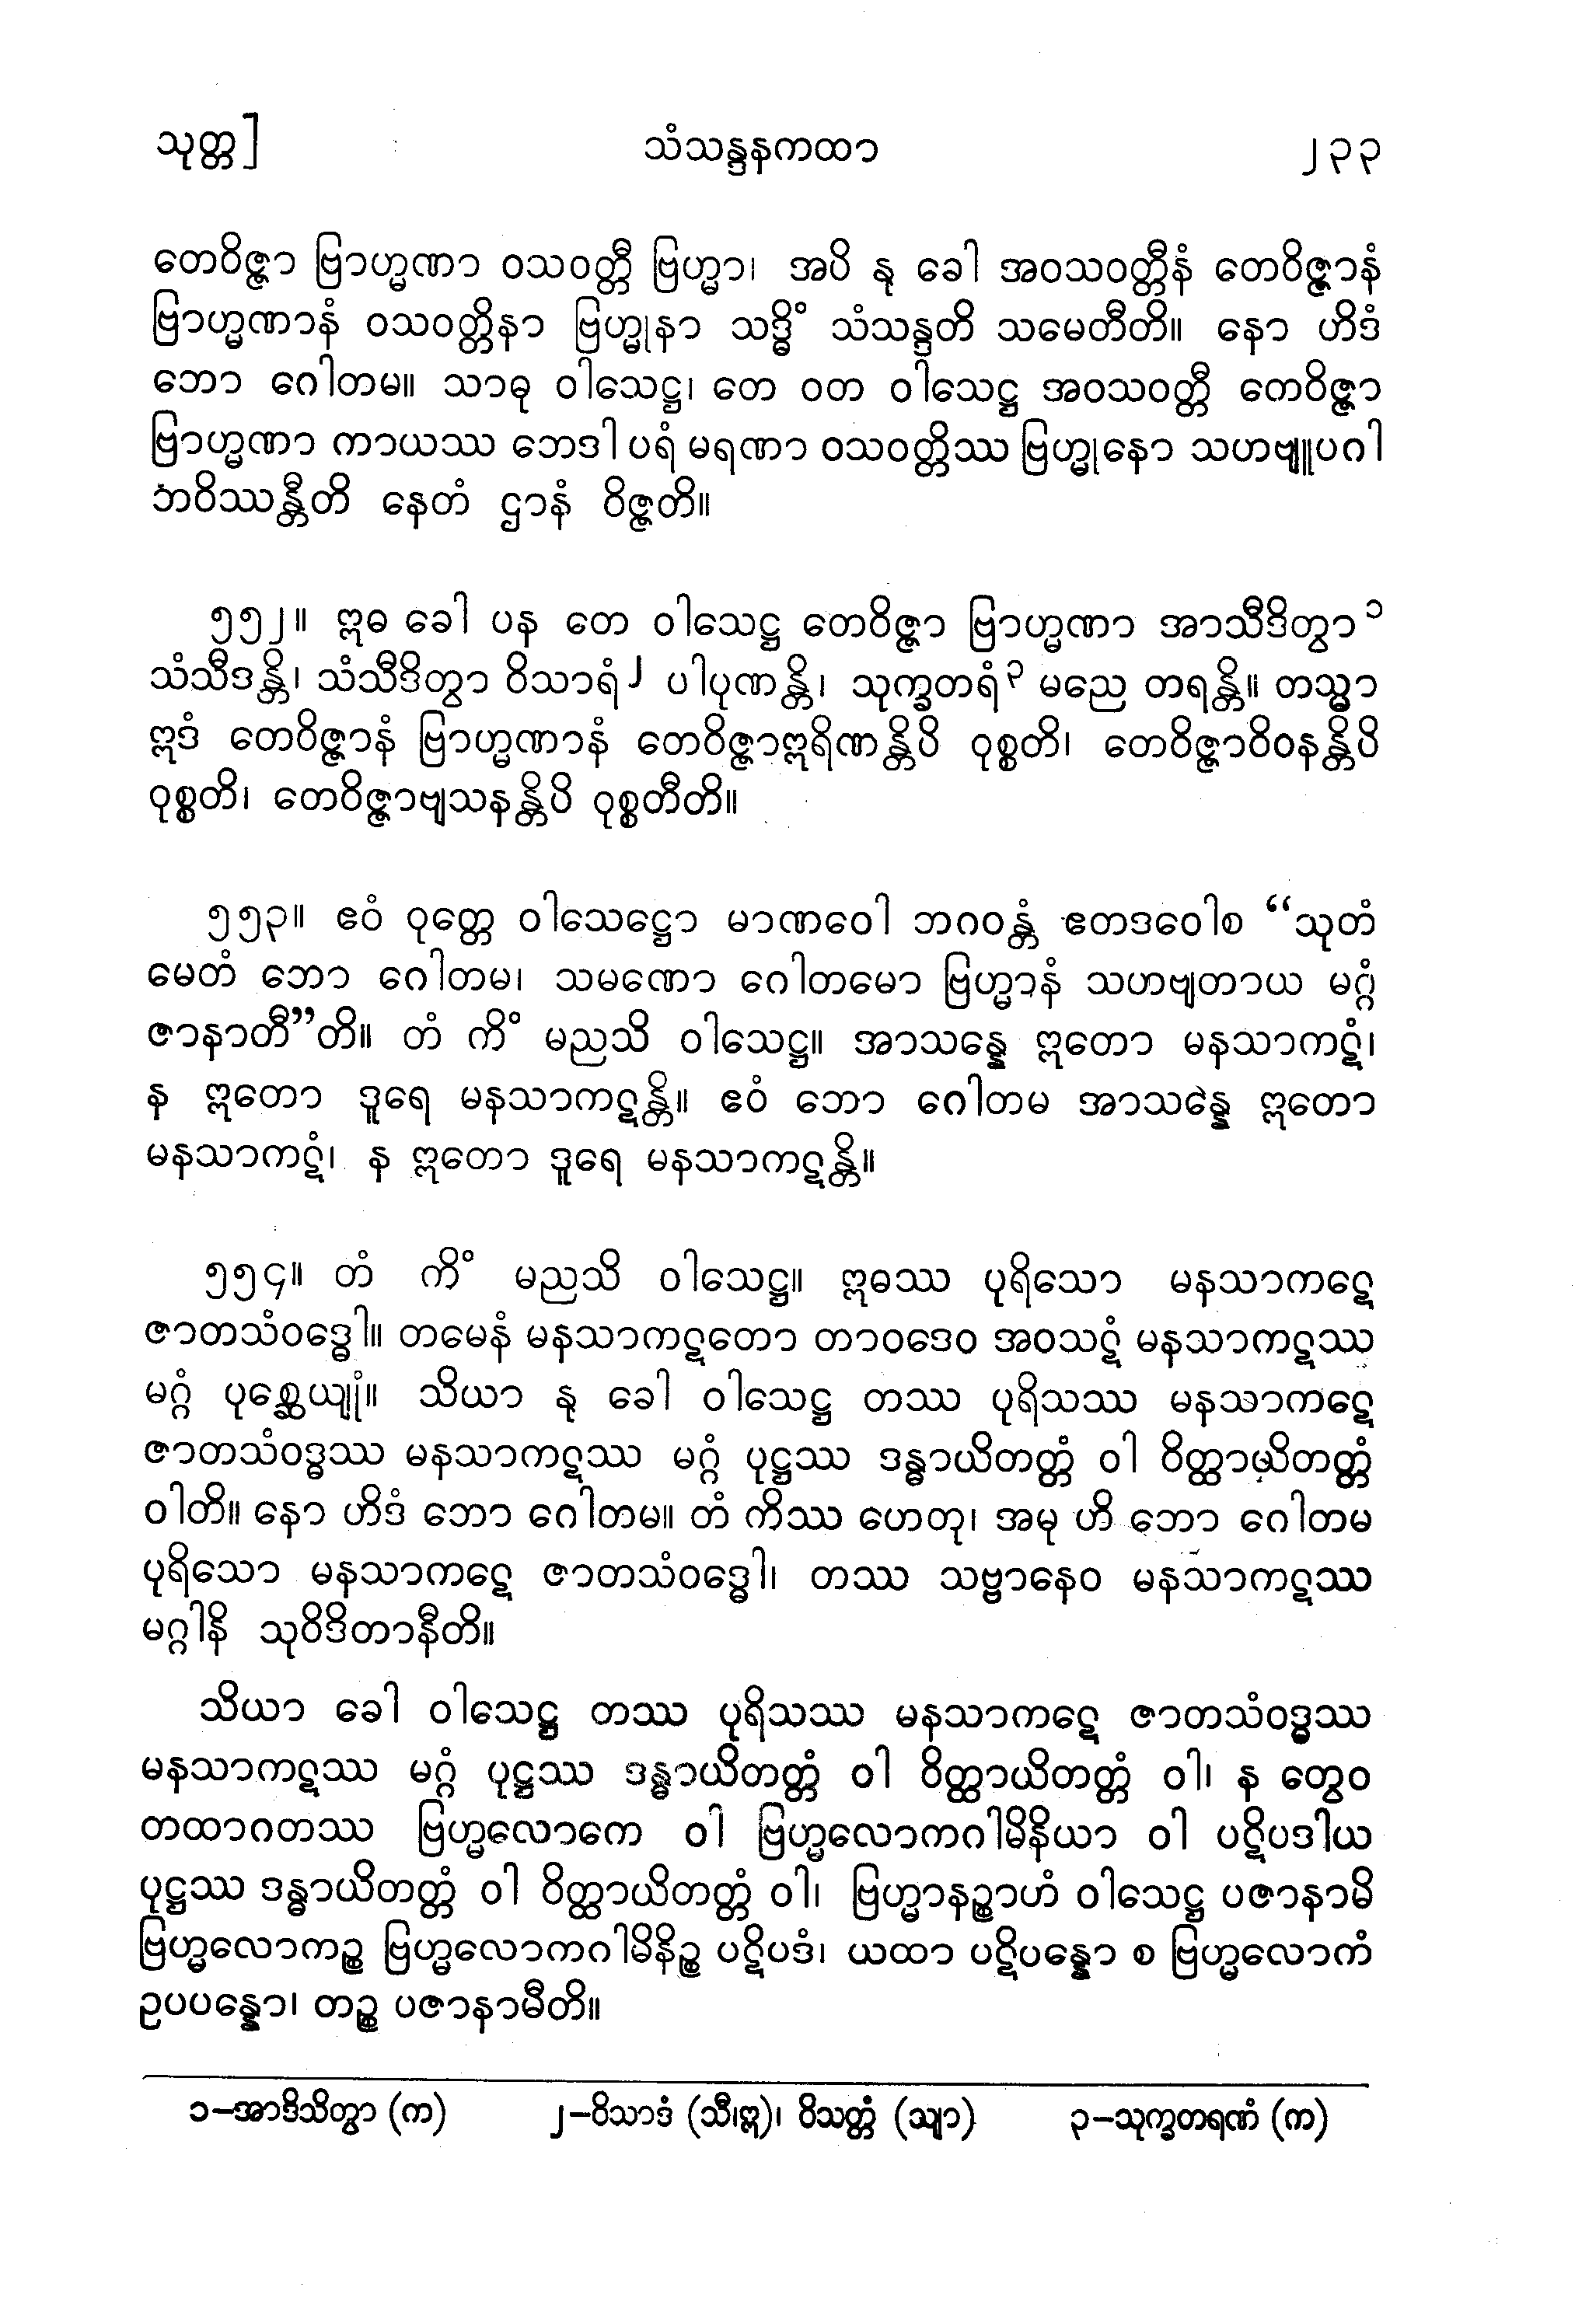 သုတ္တ] သံသန္ဒနကထာ ၂၃၃
တေဝိဇ္ဇာ ဗြာဟ္မဏာ ဝသဝတ္တီ ဗြဟ္မာ၊ အပိ နု ခေါ အဝသဝတ္တီနံ တေဝိဇ္ဇာနံ
ဗြာဟ္မဏာနံ ဝသဝတ္တိနာ ဗြဟ္မုနာ သဒ္ဓိံ သံသန္ဒတိ သမေတီတိ။ နော ဟိဒံ
ဘော ဂေါတမ။ သာဓု ဝါသေဋ္ဌ၊ တေ ဝတ ဝါသေဋ္ဌ အဝသဝတ္တီ ကေဝိဇ္ဇာ
ဗြာဟ္မဏာ ကာယဿ ဘေဒါ ပရံ မရဏာ ဝသဝတ္တိဿ ဗြဟ္မုနော သဟဗျူပဂါ
ဘဝိဿန္တီတိ နေတံ ဌာနံ ဝိဇ္ဇတိ။
၅၅၂။ ဣဓ ခေါ ပန တေ ဝါသေဋ္ဌ တေဝိဇ္ဇာ ဗြာဟ္မဏာ အာသီဒိတွာ ၁
သံသီဒန္တိ၊ သံသီဒိတွာ ဝိသာရံ ၂ ပါပုဏန္တိ၊ သုက္ခတရံ ၃ မညေ တရန္တိ။ တသ္မာ
ဣဒံ တေဝိဇ္ဇာနံ ဗြာဟ္မဏာနံ တေဝိဇ္ဇာဣရိဏန္တိပိ ဝုစ္စတိ၊ တေဝိဇ္ဇာဝိဝနန္တိပိ
ဝုစ္စတိ၊ တေဝိဇ္ဇာဗျသနန္တိပိ ဝုစ္စတီတိ။
၅၅၃။ ဧဝံ ဝုတ္တေ ဝါသေဋ္ဌော မာဏဝေါ ဘဂဝန္တံ ဧတဒဝေါစ “သုတံ
မေတံ ဘော ဂေါတမ၊ သမဏော ဂေါတမော ဗြဟ္မာနံ သဟဗျတာယ မဂ္ဂံ
ဇာနာတီ”တိ။ တံ ကိံ မညသိ ဝါသေဋ္ဌ။ အာသန္နေ ဣတော မနသာကဋံ၊
န ဣတော ဒူရေ မနသာကဋန္တိ။ ဧဝံ ဘော ဂေါတမ အာသန္နေ ဣတော
မနသာကဋံ၊ န ဣတော ဒူရေ မနသာကဋန္တိ။
၅၅၄။ တံ ကိံ မညသိ ဝါသေဋ္ဌ။ ဣဓဿ ပုရိသော မနသာကဋေ
ဇာတသံဝဒ္ဓေါ။ တမေနံ မနသာကဋတော တာဝဒေဝ အဝသဋံ မနသာကဋဿ
မဂ္ဂံ ပုစ္ဆေယျုံ။ သိယာ နု ခေါ ဝါသေဋ္ဌ တဿ ပုရိသဿ မနသာကဋေ
ဇာတသံဝဒ္ဓဿ မနသာကဋဿ မဂ္ဂံ ပုဋ္ဌဿ ဒန္ဓာယိတတ္တံ ဝါ ဝိတ္ထာယိတတ္တံ
ဝါတိ။ နော ဟိဒံ ဘော ဂေါတမ။ တံ ကိဿ ဟေတု၊ အမု ဟိ ဘော ဂေါတမ
ပုရိသော မနသာကဋေ ဇာတသံဝဒ္ဓေါ၊ တဿ သဗ္ဗာနေဝ မနသာကဋဿ
မဂ္ဂါနိ သုဝိဒိတာနီတိ။
သိယာ ခေါ ဝါသေဋ္ဌ တဿ ပုရိသဿ မနသာကဋေ ဇာတသံဝဒ္ဓဿ
မနသာကဋဿ မဂ္ဂံ ပုဋ္ဌဿ ဒန္ဓာယိတတ္တံ ဝါ ဝိတ္ထာယိတတ္တံ ဝါ၊ န တွေဝ
တထာဂတဿ ဗြဟ္မလောကေ ဝါ ဗြဟ္မလောကဂါမိနိယာ ဝါ ပဋိပဒါယ
ပုဋ္ဌဿ ဒန္ဓာယိတတ္တံ ဝါ ဝိတ္ထာယိတတ္တံ ဝါ၊ ဗြဟ္မာနဉ္စာဟံ ဝါသေဋ္ဌ ပဇာနာမိ
ဗြဟ္မလောကဉ္စ ဗြဟ္မလောကဂါမိနိဉ္စ ပဋိပဒံ၊ ယထာ ပဋိပန္နော စ ဗြဟ္မလောကံ
ဥပပန္နော၊ တဉ္စ ပဇာနာမီတိ။
၁–အာဒိသိတွာ (က) ၂–ဝိသာဒံ (သီ၊ဣ)၊ ဝိသတ္တံ (သျာ) ၃–သုက္ခတရဏံ (က)